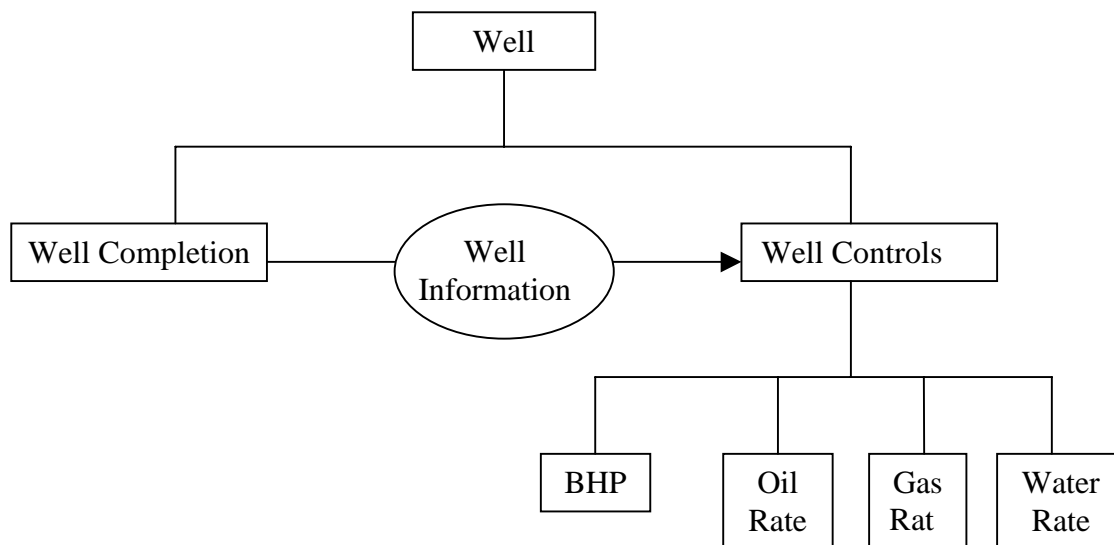 Well
Well Completion
Well
Information
Well Controls
BHP
Oil
Rate
Gas
Rat
Water
Rate